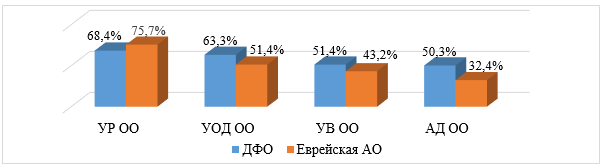 68,4% 75,7% 63,3% 51,4% 51,4% 43,2% 50,3% 32,4%
УР ОО УОД ОО УВ ОО АД ОО
ДФО Еврейская АО